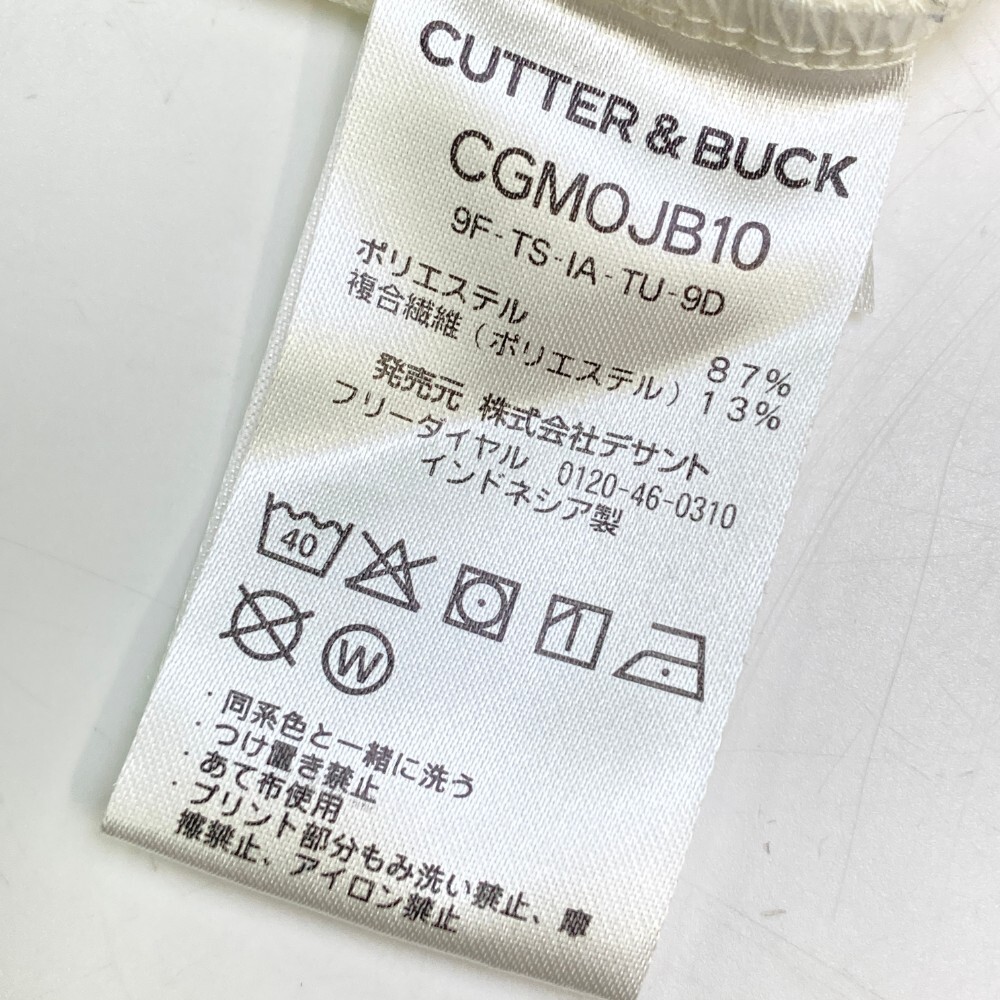 CUTTER & BUCK
CGMOJB10
9F-TS-IA-TU-9D
ポリエステル 87%
複合繊維(ポリエステル) 13%
発売元 株式会社デサント
フリーダイヤル 0120-46-0310
インドネシア製
40
W
・同系色と一緒に洗う
・つけ置き禁止
・あて布使用
・プリント部分もみ洗い禁止、摩
擦禁止、アイロン禁止